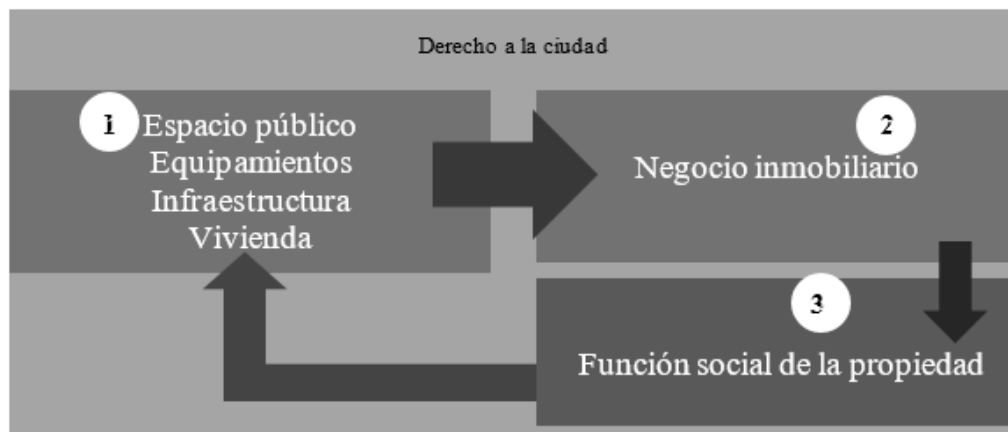 Derecho a la ciudad
1
Espacio público
Equipamientos
Infraestructura
Vivienda
2
Negocio inmobiliario
3
Función social de la propiedad